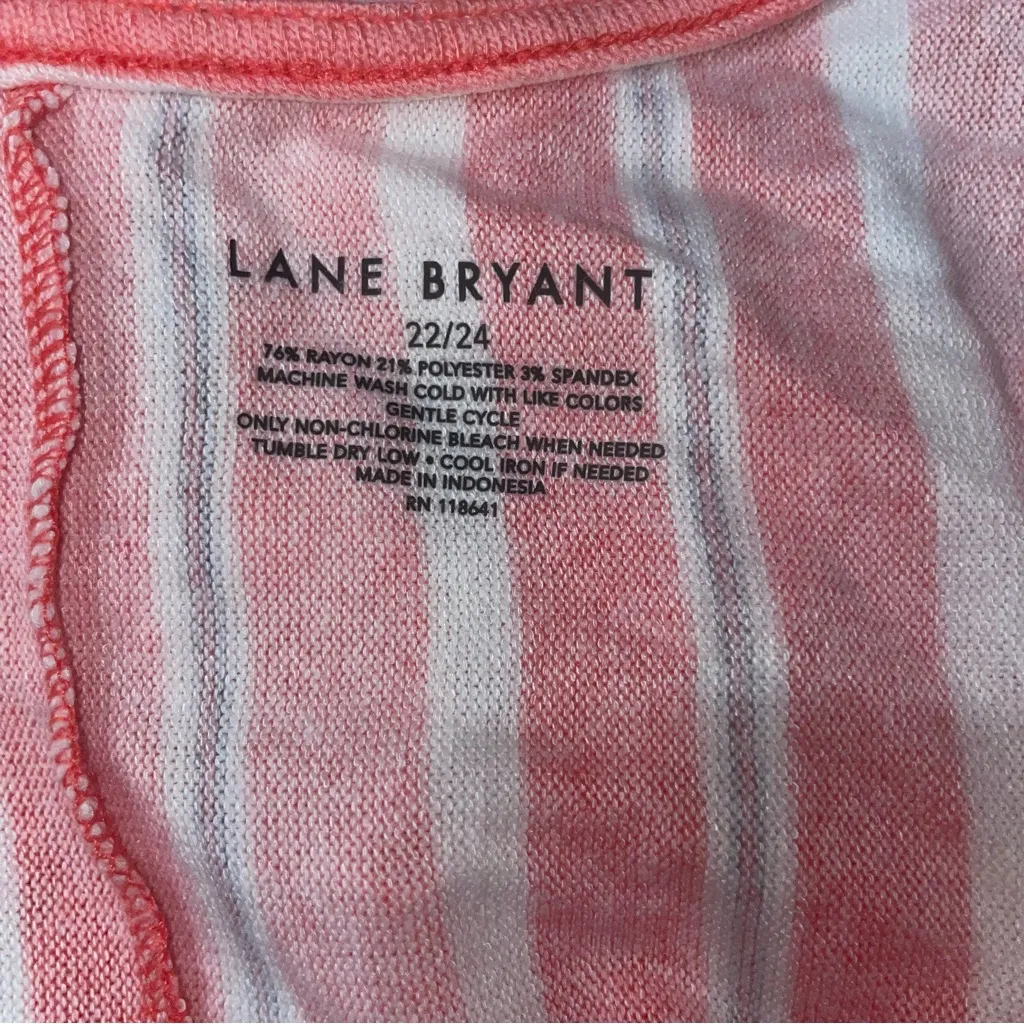 LANE BRYANT
22/24
76% RAYON 21% POLYESTER 3% SPANDEX
MACHINE WASH COLD WITH LIKE COLORS
GENTLE CYCLE
ONLY NON-CHLORINE BLEACH WHEN NEEDED
TUMBLE DRY LOW • COOL IRON IF NEEDED
MADE IN INDONESIA
RN 118641